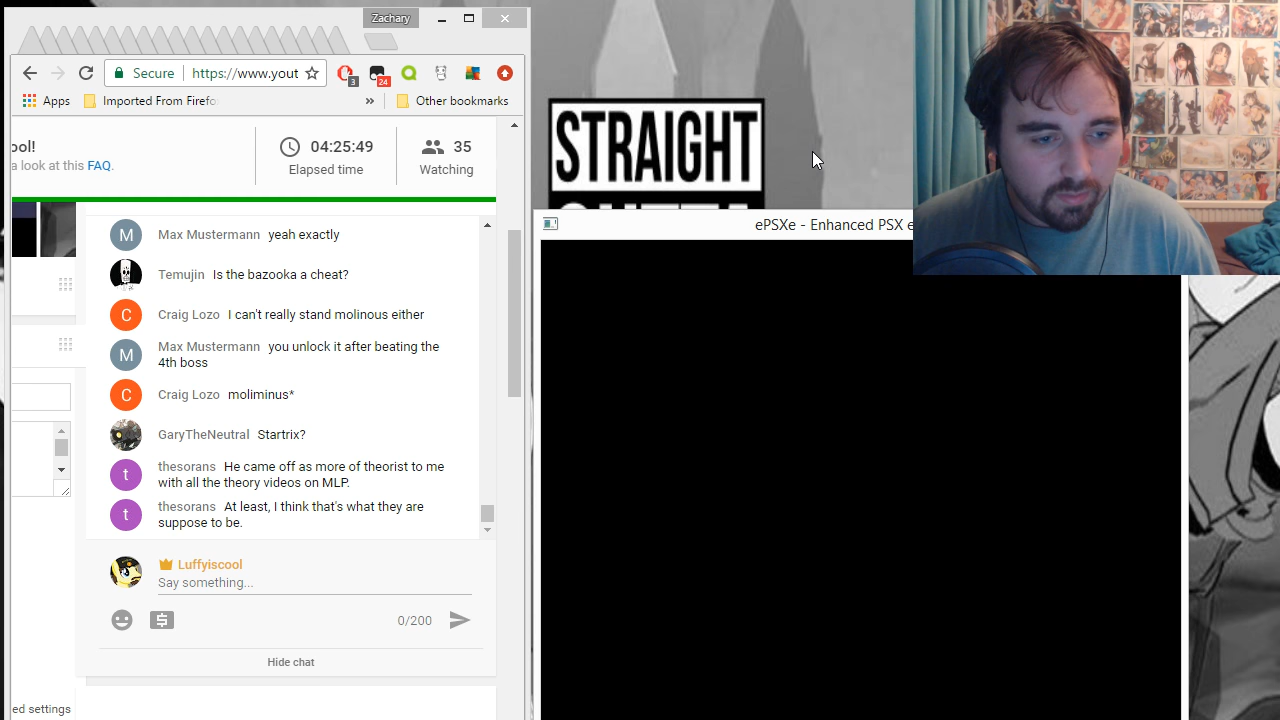 Zachary
Secure https://www.yout
3
24
Apps Imported From Firefo » Other bookmarks
ool! 04:25:49 35
a look at this FAQ. Elapsed time Watching
STRAIGHT
ePSXe - Enhanced PSX e
M Max Mustermann yeah exactly
Temujin Is the bazooka a cheat?
C Craig Lozo I can't really stand molinous either
M Max Mustermann you unlock it after beating the
4th boss
C Craig Lozo moliminus*
GaryTheNeutral Startrix?
t thesorans He came off as more of theorist to me
with all the theory videos on MLP.
t thesorans At least, I think that's what they are
suppose to be.
Luffyiscool
Say something...
0/200
Hide chat
ed settings